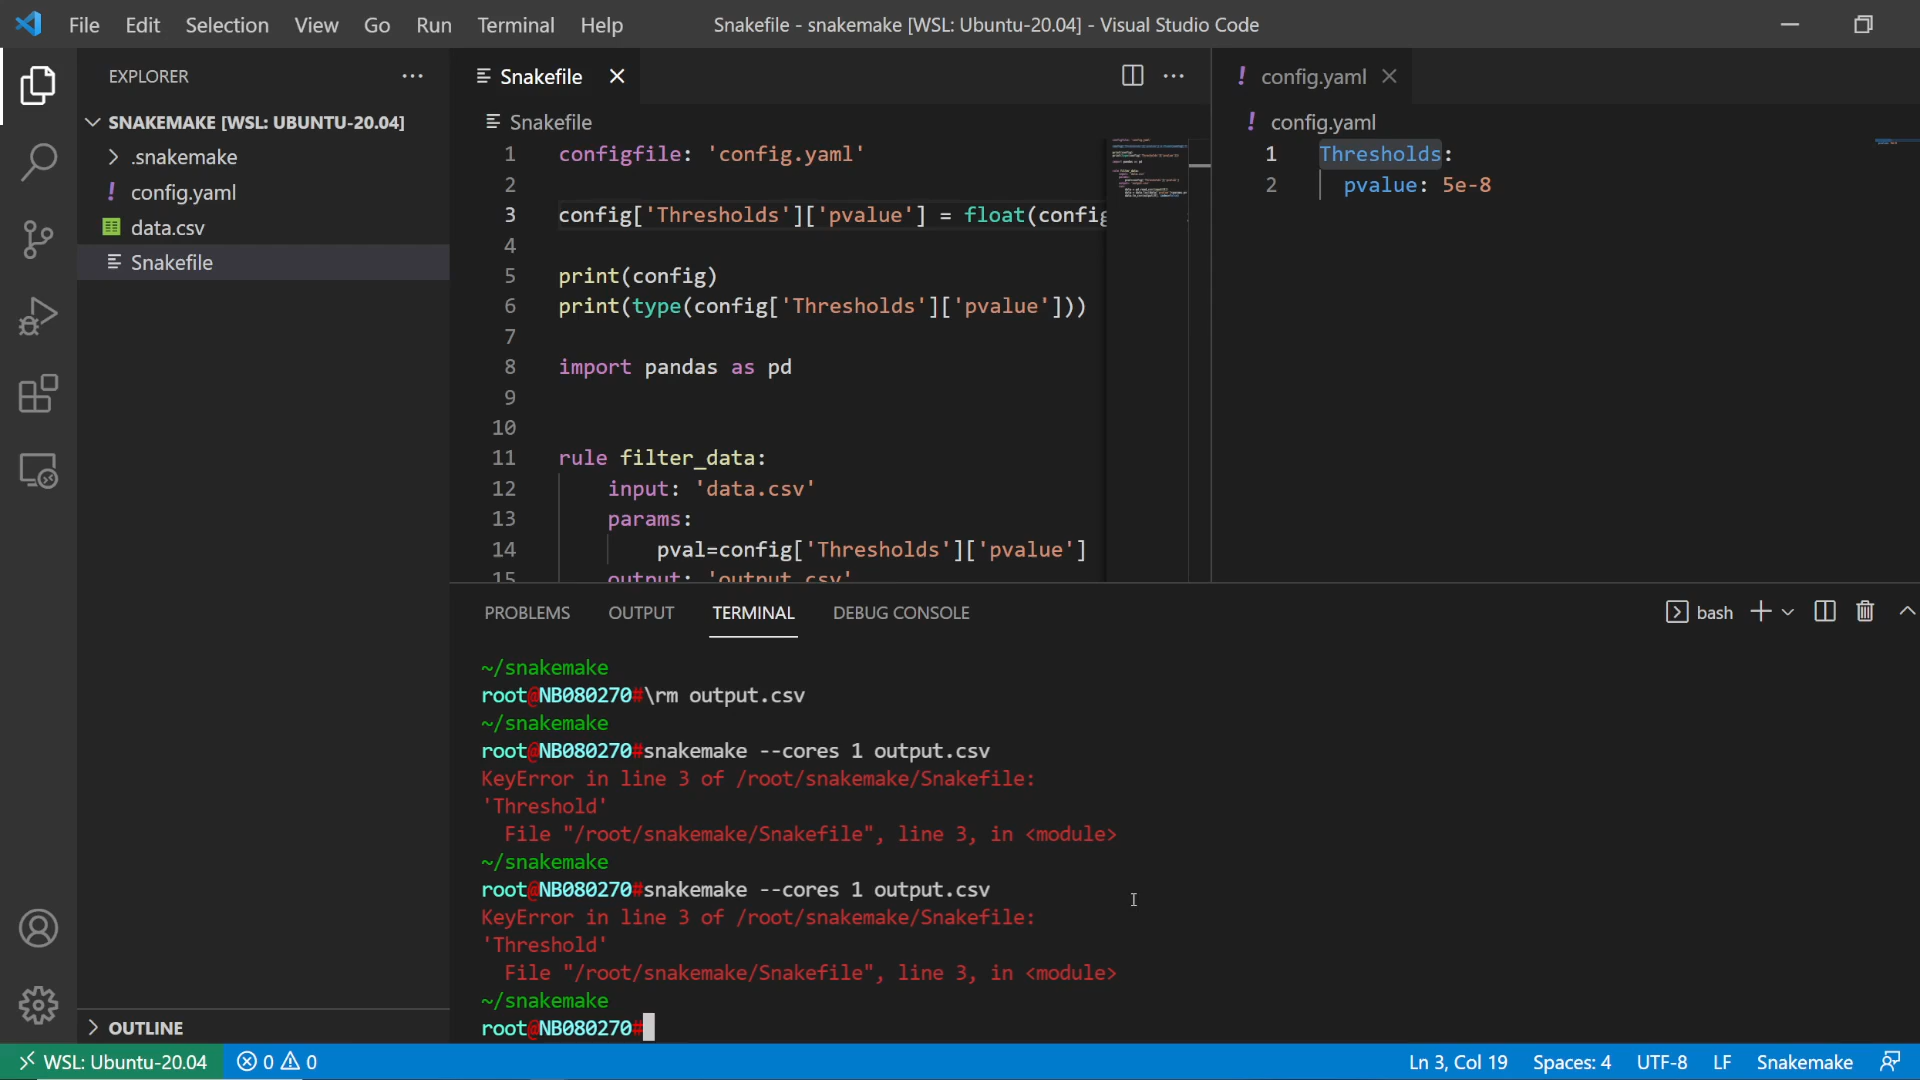 File Edit Selection View Go Run Terminal Help
Snakefile - snakemake [WSL: Ubuntu-20.04] - Visual Studio Code
EXPLORER
SNAKEMAKE [WSL: UBUNTU-20.04]
.snakemake
! config.yaml
data.csv
Snakefile
OUTLINE
Snakefile
Snakefile
1 configfile: 'config.yaml'
2
3 config['Thresholds']['pvalue'] = float(config
4
5 print(config)
6 print(type(config['Thresholds']['pvalue']))
7
8 import pandas as pd
9
10
11 rule filter_data:
12 input: 'data.csv'
13 params:
14 pval=config['Thresholds']['pvalue']
15 output: 'output.csv'
! config.yaml
! config.yaml
1 Thresholds:
2 pvalue: 5e-8
PROBLEMS OUTPUT TERMINAL DEBUG CONSOLE
bash
~/snakemake
root@NB080270#\rm output.csv
~/snakemake
root@NB080270#snakemake --cores 1 output.csv
KeyError in line 3 of /root/snakemake/Snakefile:
'Threshold'
File "/root/snakemake/Snakefile", line 3, in <module>
~/snakemake
root@NB080270#snakemake --cores 1 output.csv
KeyError in line 3 of /root/snakemake/Snakefile:
'Threshold'
File "/root/snakemake/Snakefile", line 3, in <module>
~/snakemake
root@NB080270#
WSL: Ubuntu-20.04 0 0
Ln 3, Col 19 Spaces: 4 UTF-8 LF Snakemake